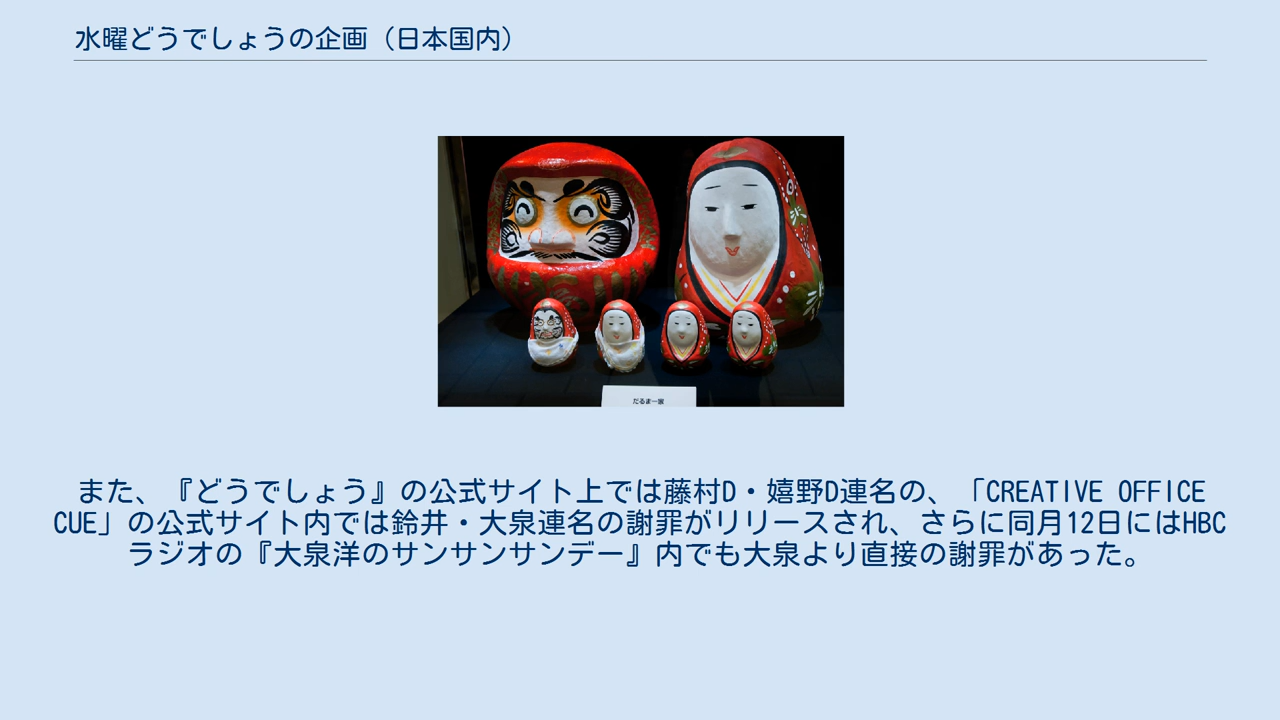 水曜どうでしょうの企画（日本国内）
だるま一家
また、『どうでしょう』の公式サイト上では藤村D・嬉野D連名の、「CREATIVE OFFICE
CUE」の公式サイト内では鈴井・大泉連名の謝罪がリリースされ、さらに同月12日にはHBC
ラジオの『大泉洋のサンサンサンデー』内でも大泉より直接の謝罪があった。